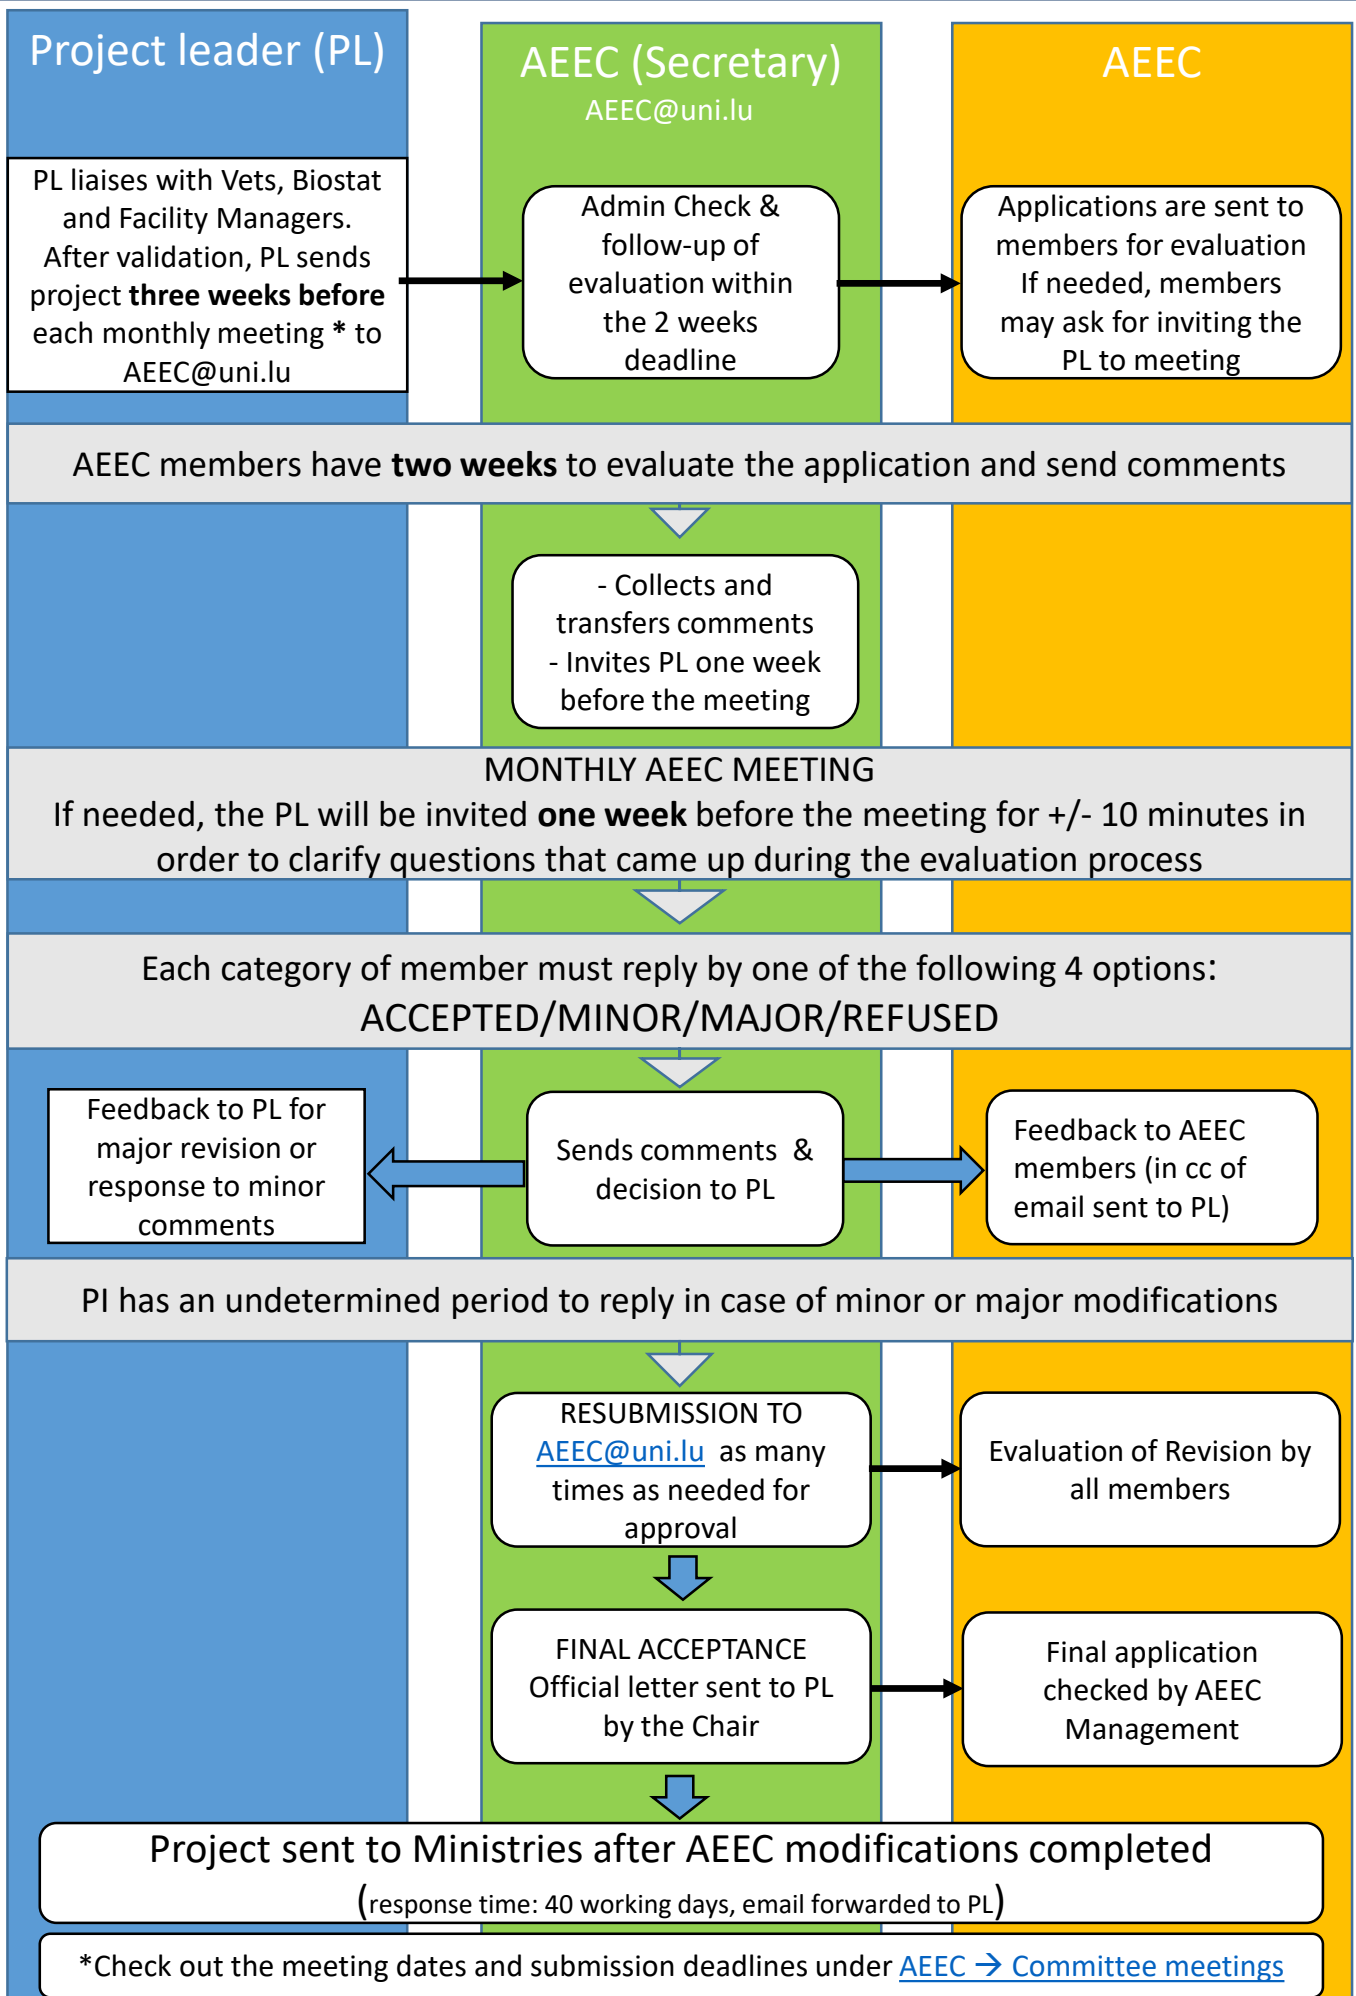 Project leader (PL)
AEEC (Secretary)
AEEC@uni.lu
AEEC
PL liaises with Vets, Biostat
and Facility Managers.
After validation, PL sends
project three weeks before
each monthly meeting * to
AEEC@uni.lu
Admin Check &
follow-up of
evaluation within
the 2 weeks
deadline
Applications are sent to
members for evaluation
If needed, members
may ask for inviting the
PL to meeting
AEEC members have two weeks to evaluate the application and send comments
- Collects and
transfers comments
- Invites PL one week
before the meeting
MONTHLY AEEC MEETING
If needed, the PL will be invited one week before the meeting for +/- 10 minutes in
order to clarify questions that came up during the evaluation process
Each category of member must reply by one of the following 4 options:
ACCEPTED/MINOR/MAJOR/REFUSED
Feedback to PL for
major revision or
response to minor
comments
Sends comments &
decision to PL
Feedback to AEEC
members (in cc of
email sent to PL)
PI has an undetermined period to reply in case of minor or major modifications
RESUBMISSION TO
AEEC@uni.lu as many
times as needed for
approval
Evaluation of Revision by
all members
FINAL ACCEPTANCE
Official letter sent to PL
by the Chair
Final application
checked by AEEC
Management
Project sent to Ministries after AEEC modifications completed
(response time: 40 working days, email forwarded to PL)
*Check out the meeting dates and submission deadlines under AEEC → Committee meetings